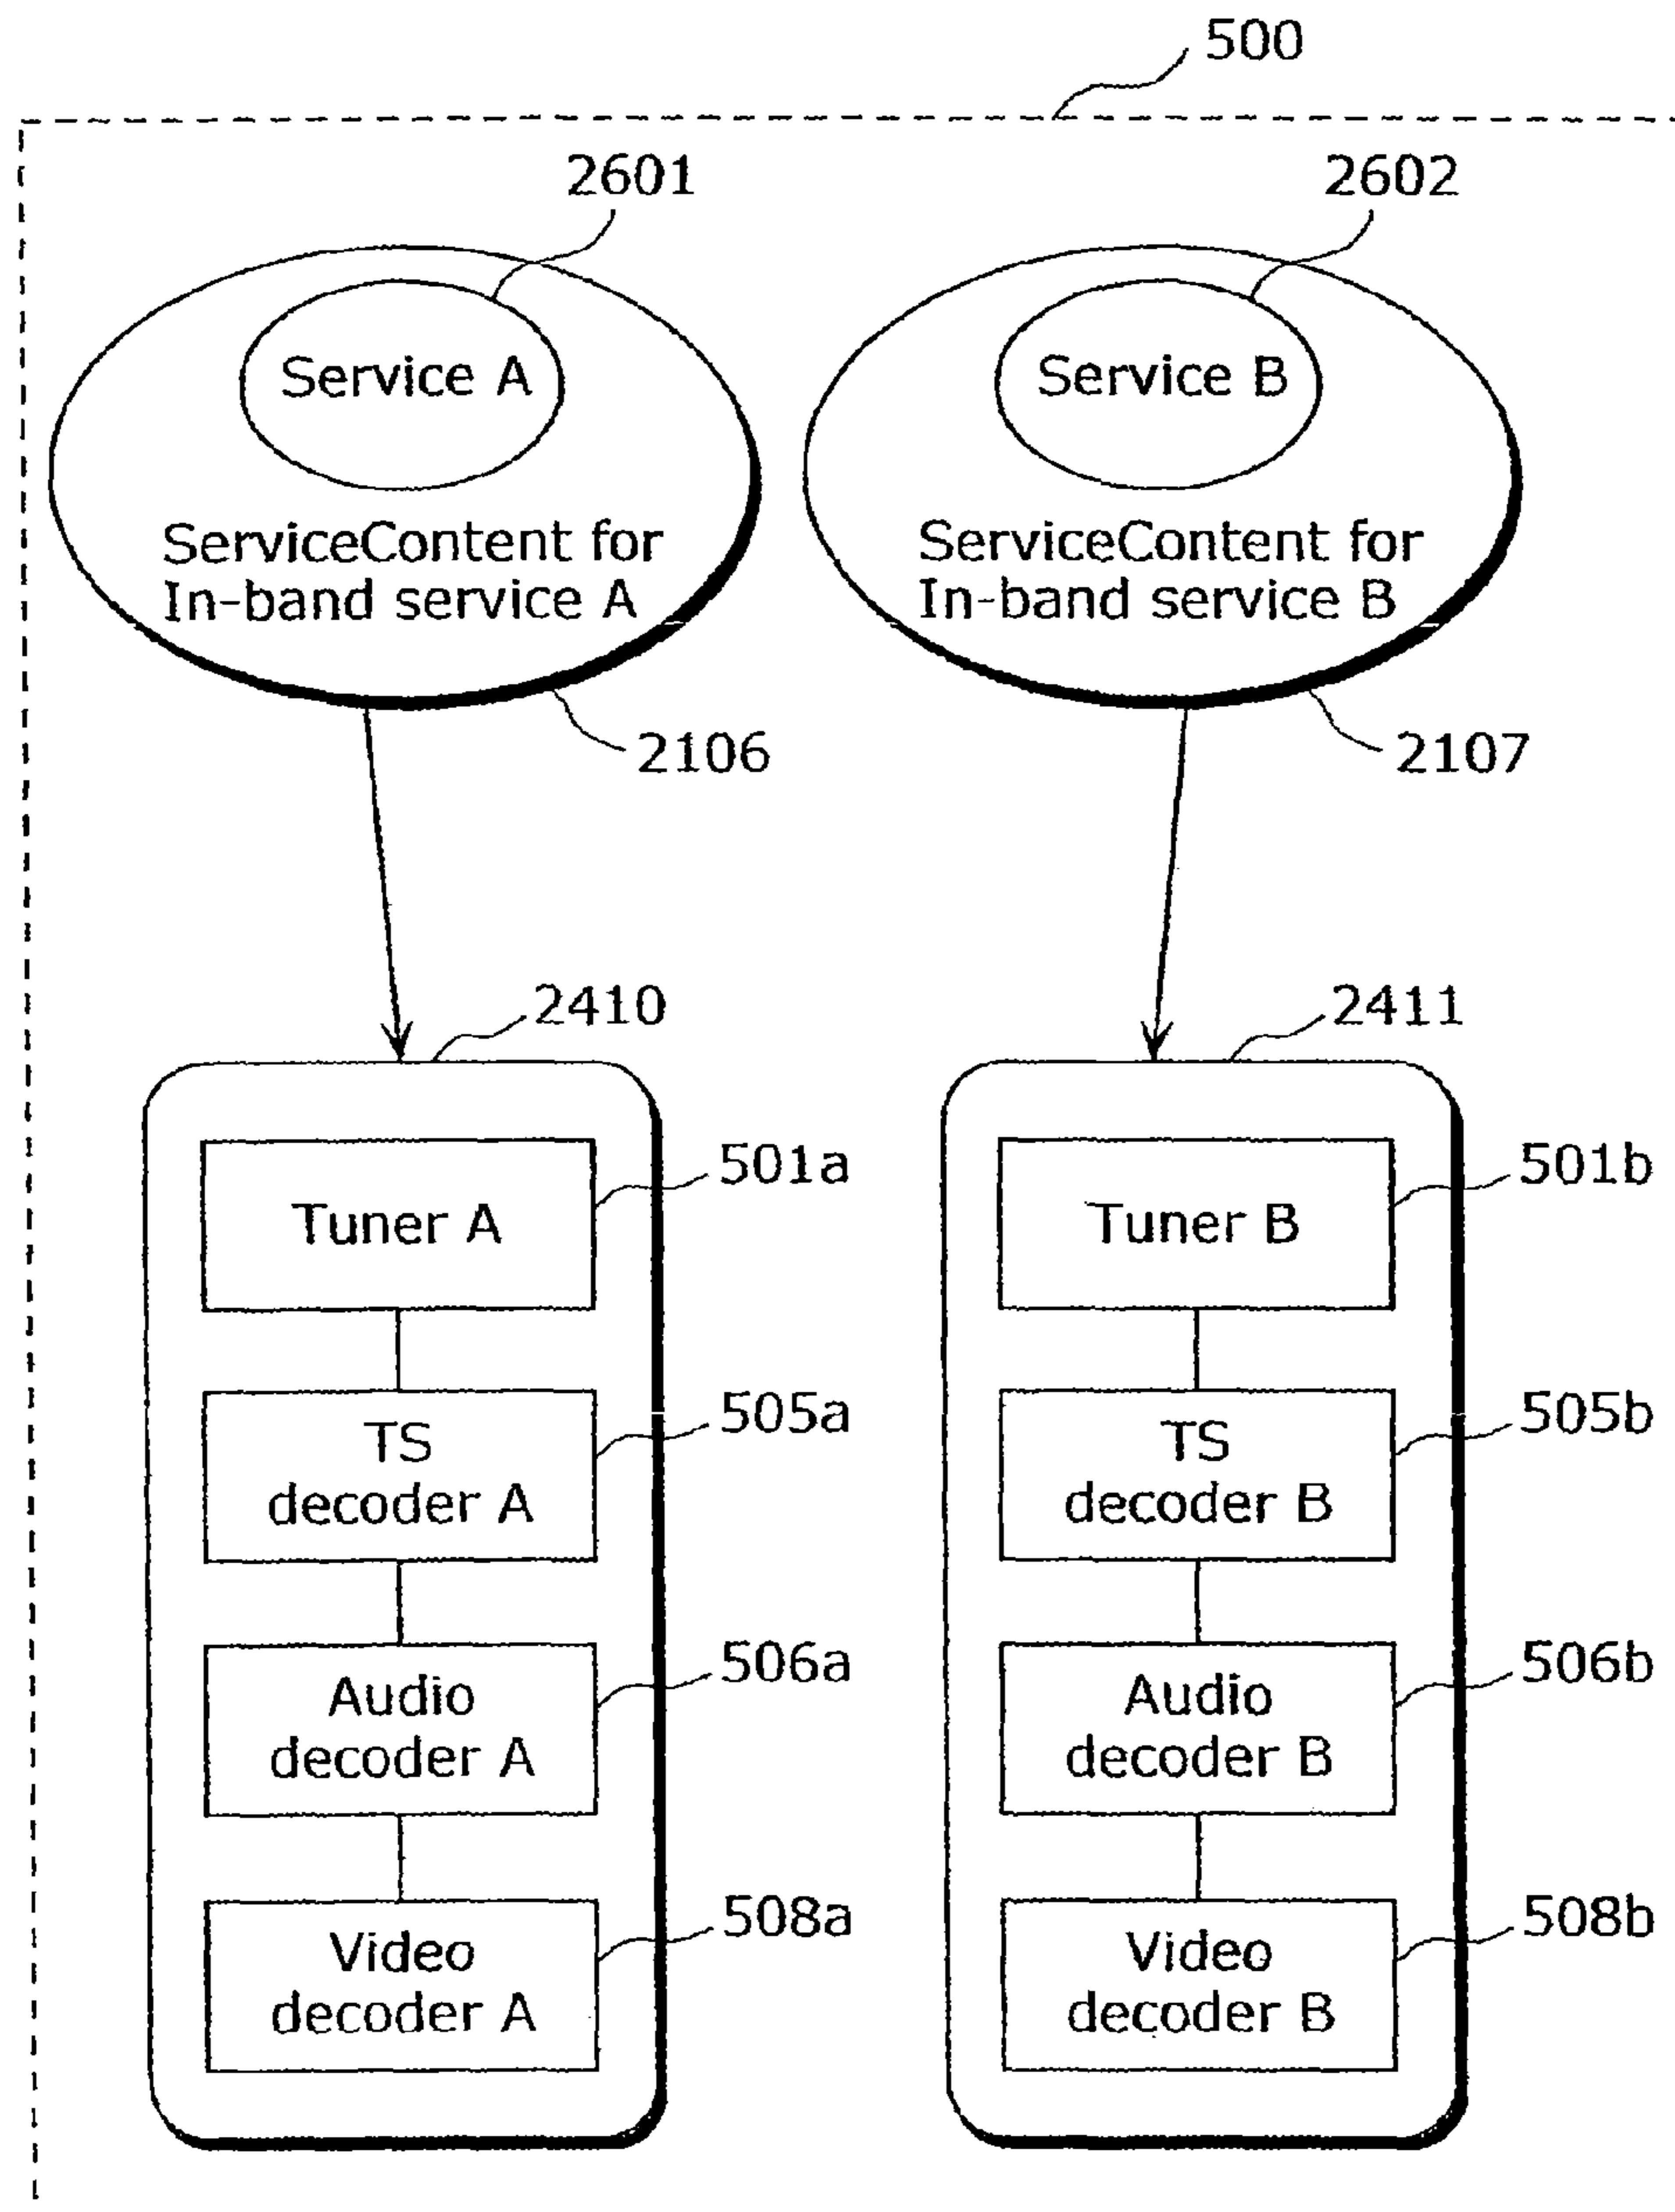 500
2601
2602
Service A
Service B
ServiceContent for
In-band service A
ServiceContent for
In-band service B
2106
2107
2410
2411
501a
501b
Tuner A
Tuner B
505a
505b
TS
decoder A
TS
decoder B
506a
506b
Audio
decoder A
Audio
decoder B
508a
508b
Video
decoder A
Video
decoder B